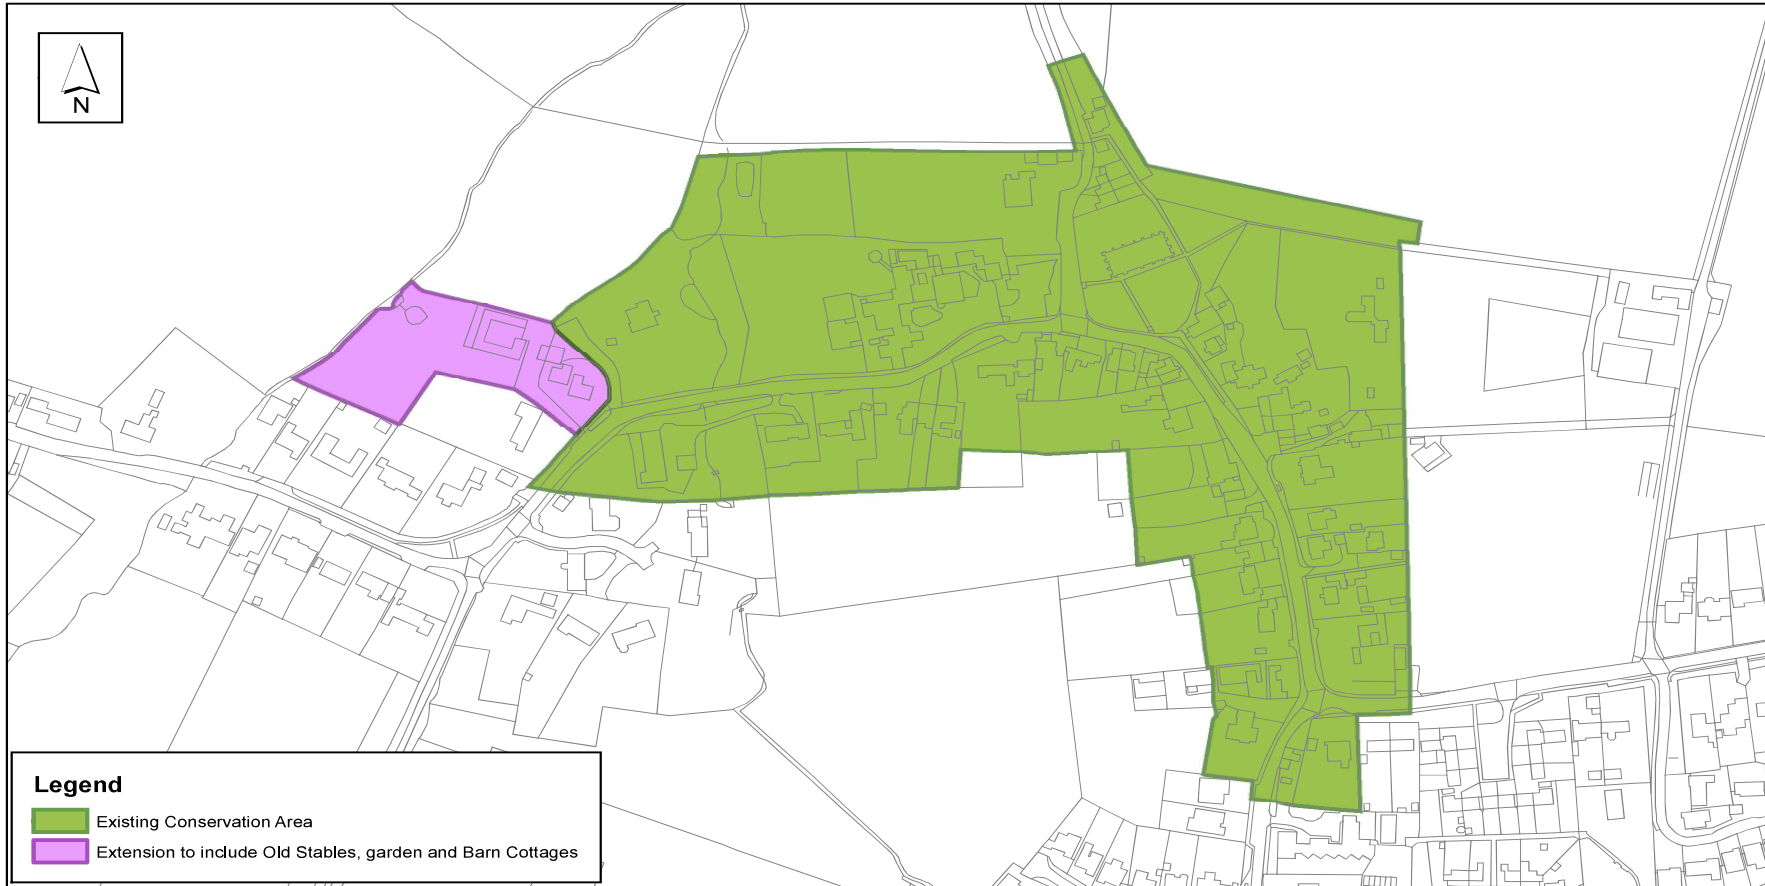 N
Legend
Existing Conservation Area
Extension to include Old Stables, garden and Barn Cottages